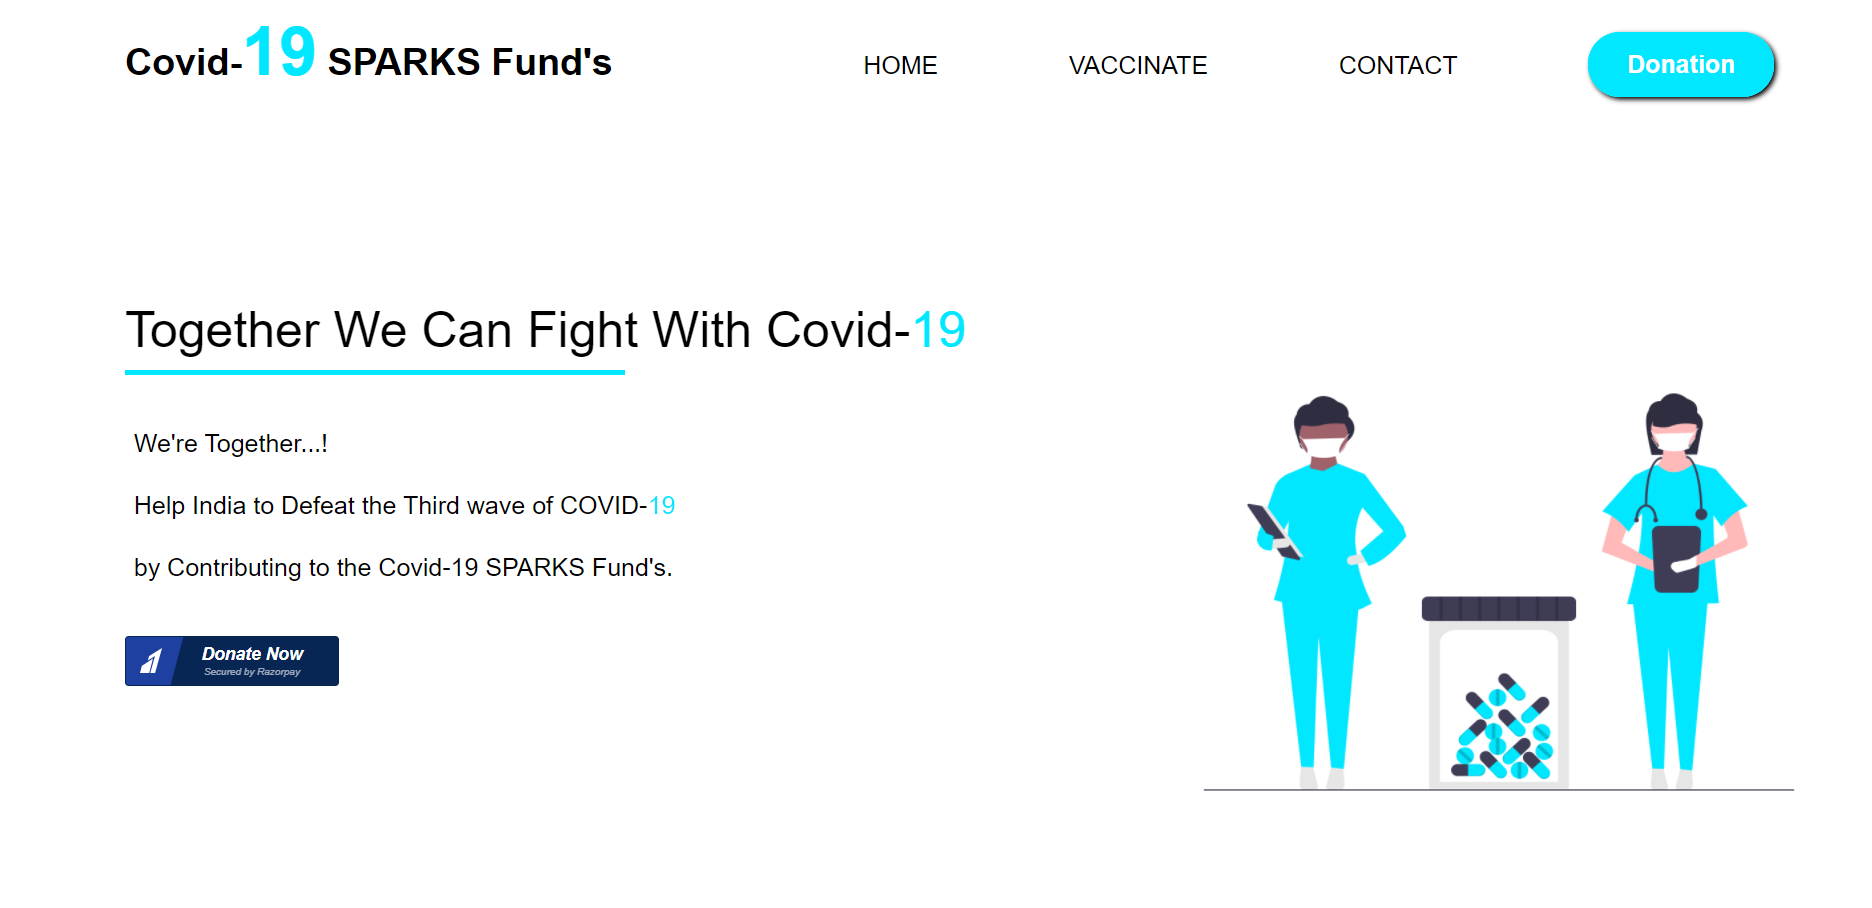 Covid-19 SPARKS Fund's
HOME VACCINATE CONTACT Donation
Together We Can Fight With Covid-19
We're Together...!
Help India to Defeat the Third wave of COVID-19
by Contributing to the Covid-19 SPARKS Fund's.
Donate Now
Secured by Razorpay